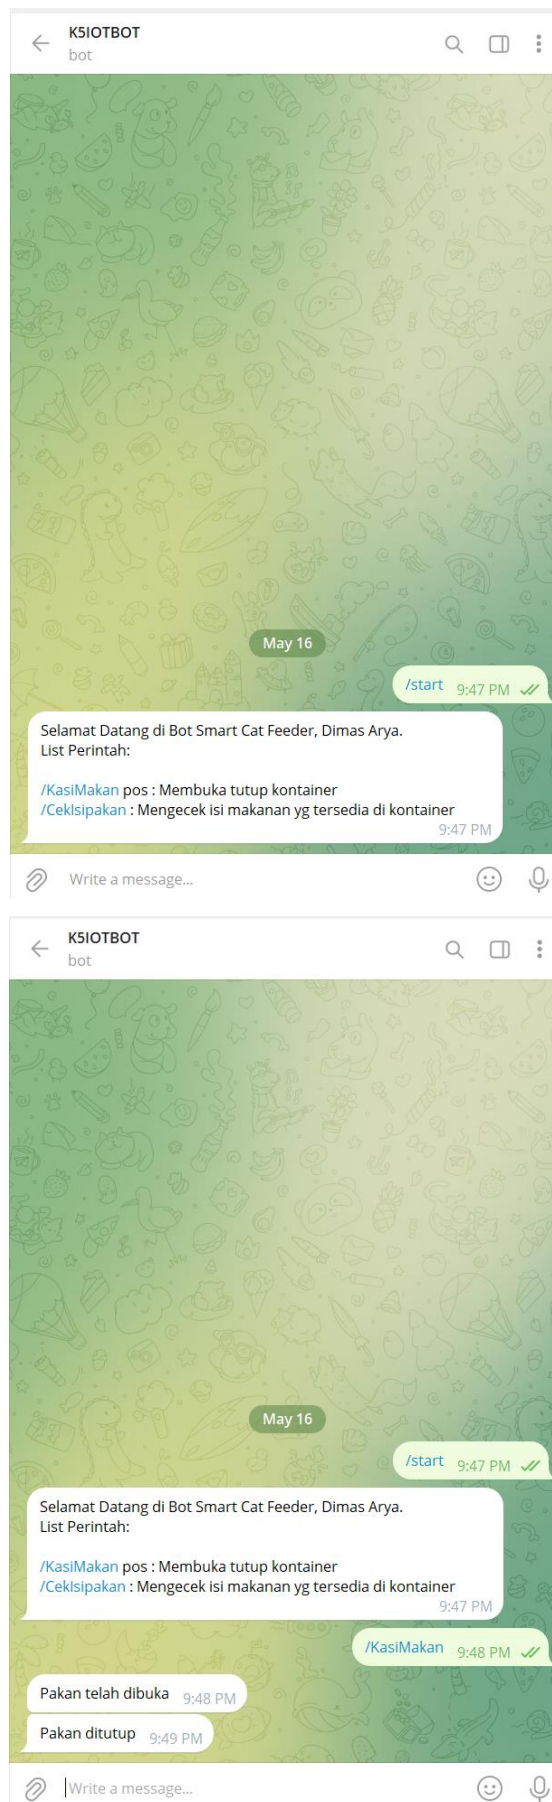 K5IOTBOT
bot
May 16
/start 9:47 PM
Selamat Datang di Bot Smart Cat Feeder, Dimas Arya.
List Perintah:
/KasiMakan pos : Membuka tutup kontainer
/CekIsipakan : Mengecek isi makanan yg tersedia di kontainer
9:47 PM
Write a message...
K5IOTBOT
bot
May 16
/start 9:47 PM
Selamat Datang di Bot Smart Cat Feeder, Dimas Arya.
List Perintah:
/KasiMakan pos : Membuka tutup kontainer
/CekIsipakan : Mengecek isi makanan yg tersedia di kontainer
9:47 PM
/KasiMakan 9:48 PM
Pakan telah dibuka 9:48 PM
Pakan ditutup 9:49 PM
Write a message...